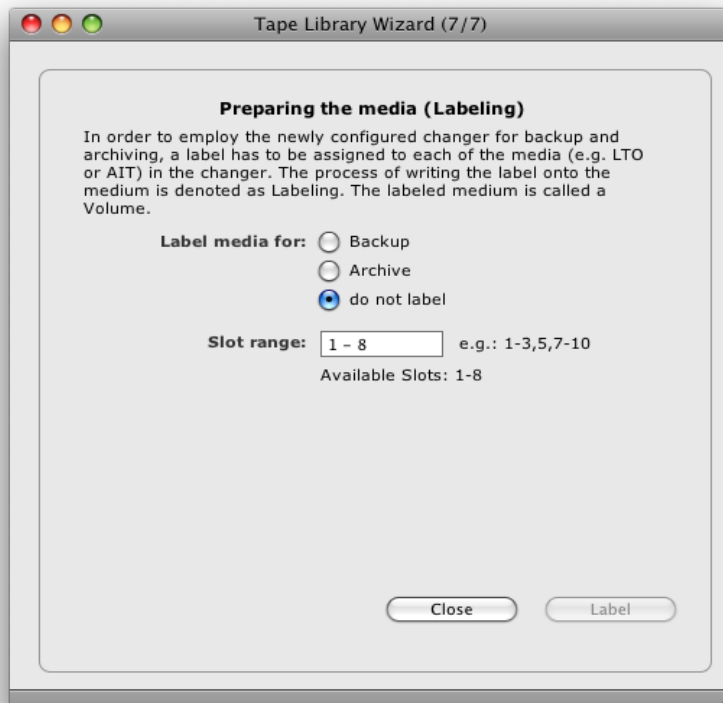 Tape Library Wizard (7/7)
Preparing the media (Labeling)
In order to employ the newly configured changer for backup and
archiving, a label has to be assigned to each of the media (e.g. LTO
or AIT) in the changer. The process of writing the label onto the
medium is denoted as Labeling. The labeled medium is called a
Volume.
Label media for: Backup
Archive
do not label
Slot range: 1 - 8 e.g.: 1-3,5,7-10
Available Slots: 1-8
Close Label